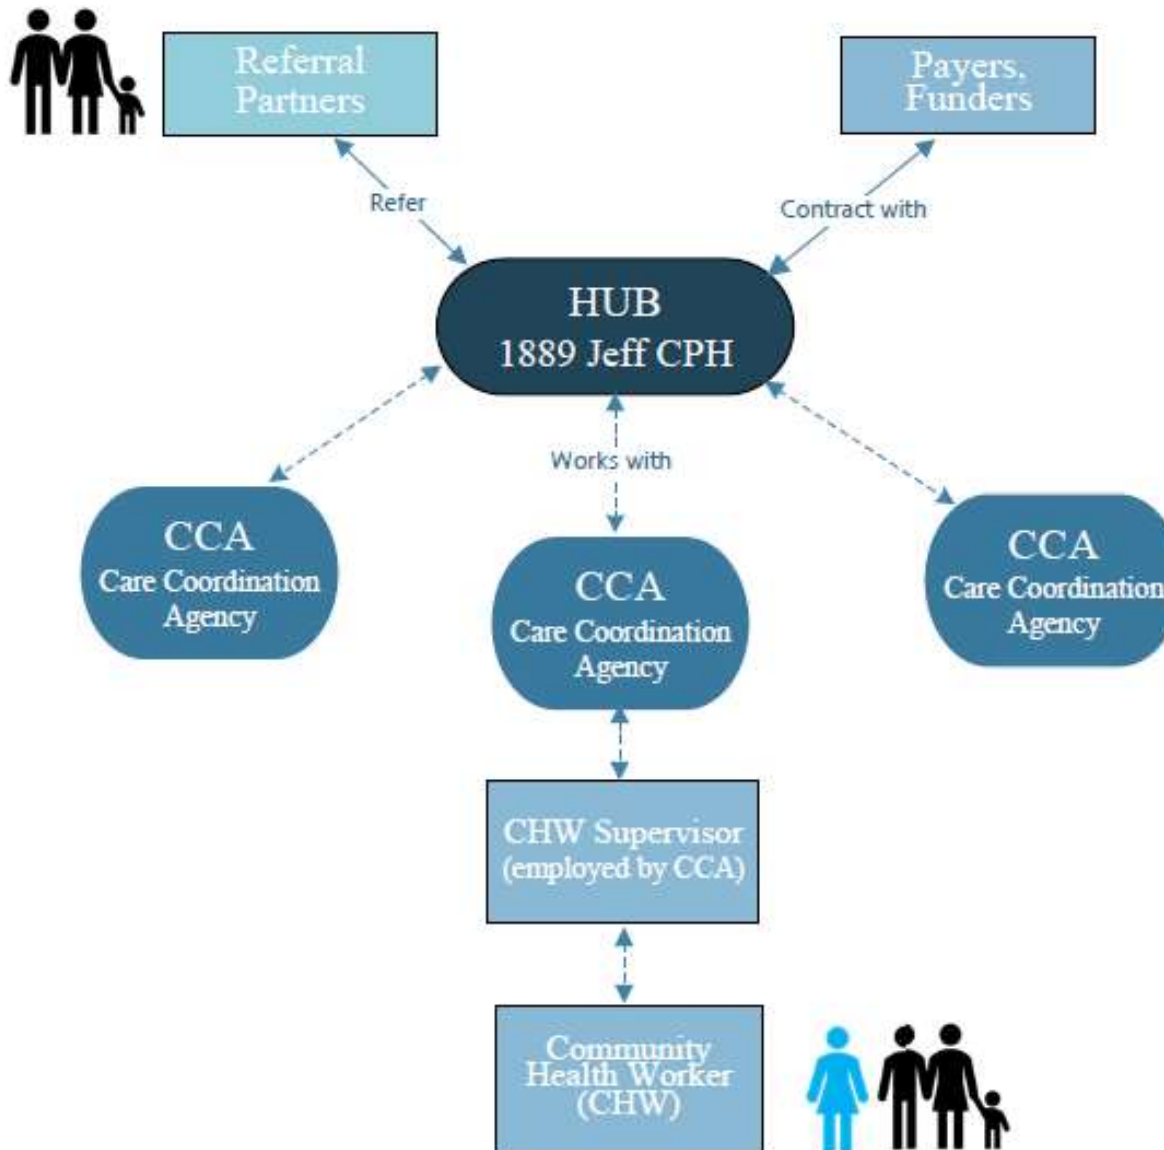 Referral
Partners
Payers.
Funders
Refer
Contract with
HUB
1889 Jeff CPH
Works with
CCA
Care Coordination
Agency
CCA
Care Coordination
Agency
CCA
Care Coordination
Agency
CHW Supervisor
(employed by CCA)
Community
Health Worker
(CHW)